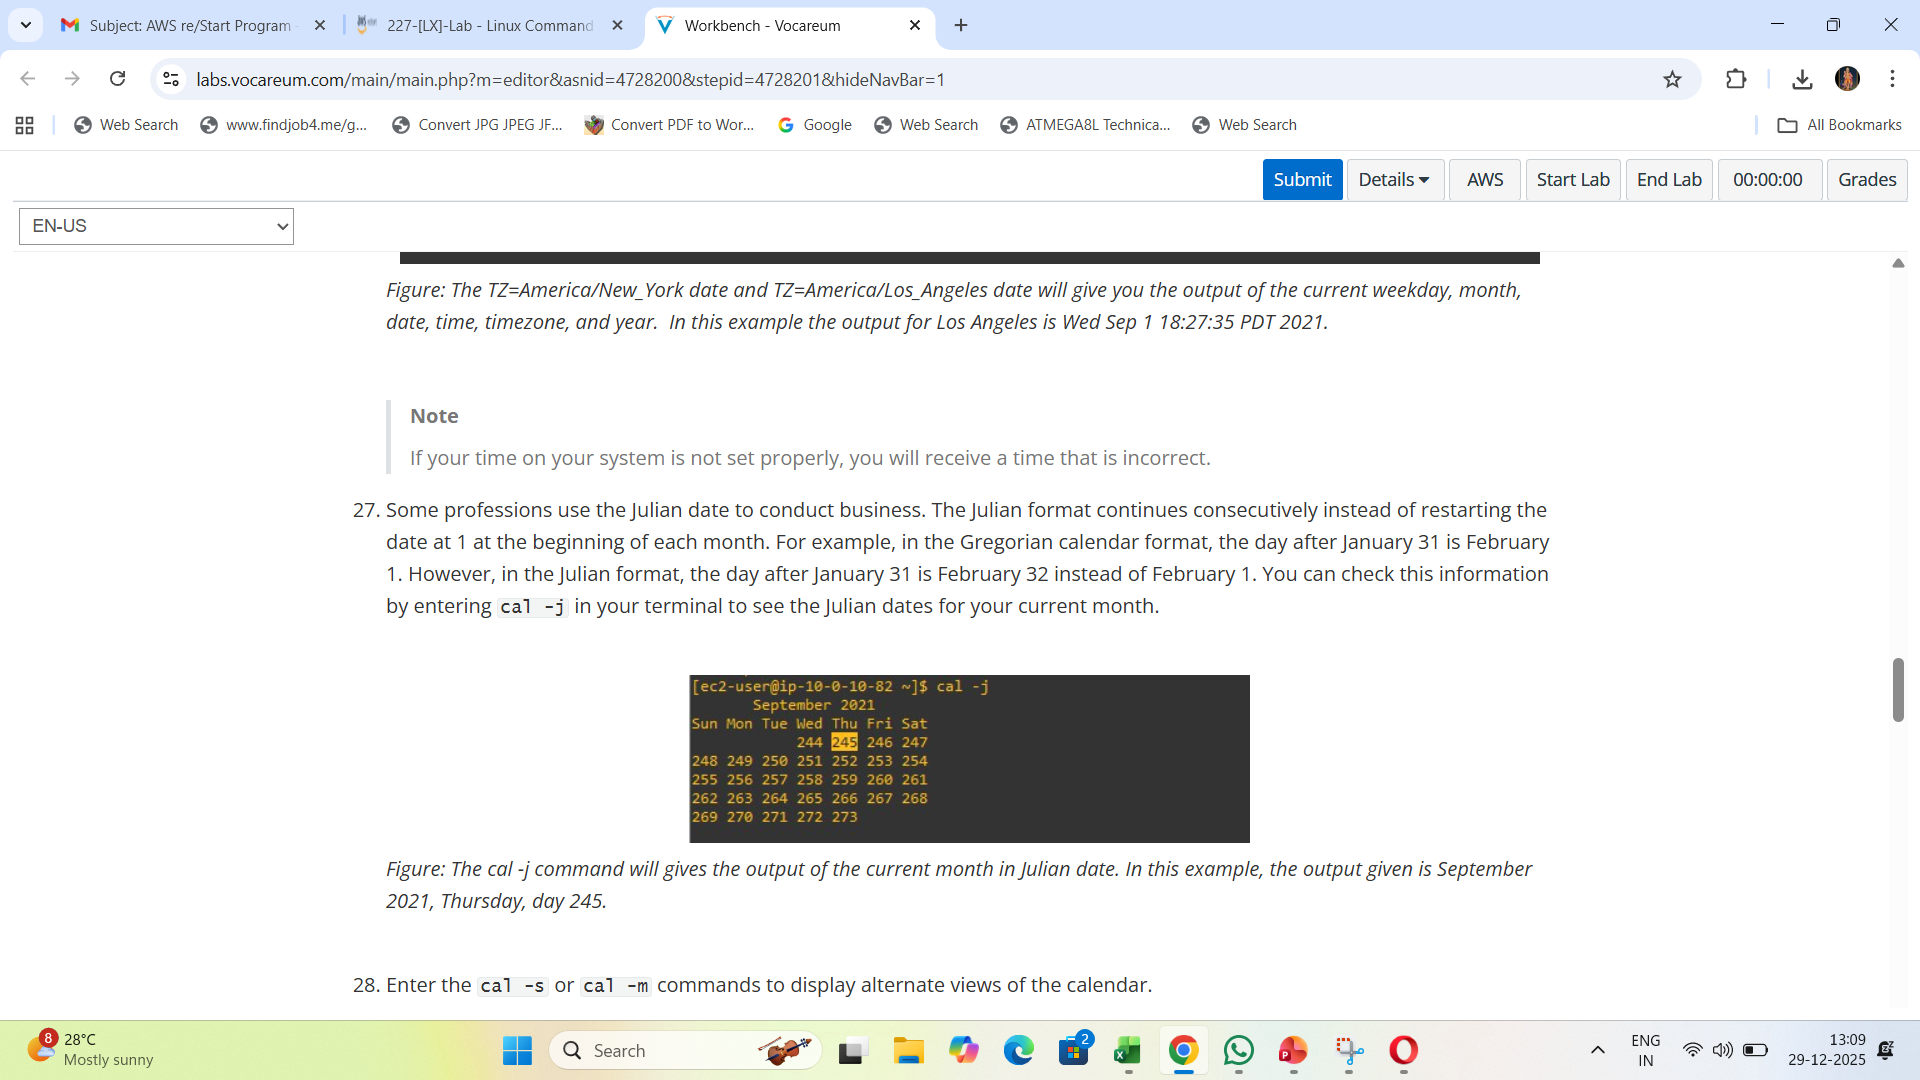 Subject: AWS re/Start Program -
227-[LX]-Lab - Linux Command
Workbench - Vocareum
labs.vocareum.com/main/main.php?m=editor&asnid=4728200&stepid=4728201&hideNavBar=1
Web Search
www.findjob4.me/g...
Convert JPG JPEG JF...
Convert PDF to Wor...
Google
Web Search
ATMEGA8L Technica...
Web Search
All Bookmarks
Submit
Details
AWS
Start Lab
End Lab
00:00:00
Grades
EN-US
Figure: The TZ=America/New_York date and TZ=America/Los_Angeles date will give you the output of the current weekday, month,
date, time, timezone, and year.  In this example the output for Los Angeles is Wed Sep 1 18:27:35 PDT 2021.
Note
If your time on your system is not set properly, you will receive a time that is incorrect.
27. Some professions use the Julian date to conduct business. The Julian format continues consecutively instead of restarting the
date at 1 at the beginning of each month. For example, in the Gregorian calendar format, the day after January 31 is February
1. However, in the Julian format, the day after January 31 is February 32 instead of February 1. You can check this information
by entering cal -j in your terminal to see the Julian dates for your current month.
[ec2-user@ip-10-0-10-82 ~]$ cal -j
September 2021
Sun Mon Tue Wed Thu Fri Sat
244 245 246 247
248 249 250 251 252 253 254
255 256 257 258 259 260 261
262 263 264 265 266 267 268
269 270 271 272 273
Figure: The cal -j command will gives the output of the current month in Julian date. In this example, the output given is September
2021, Thursday, day 245.
28. Enter the cal -s or cal -m commands to display alternate views of the calendar.
8
28°C
Mostly sunny
Search
2
ENG
IN
13:09
29-12-2025